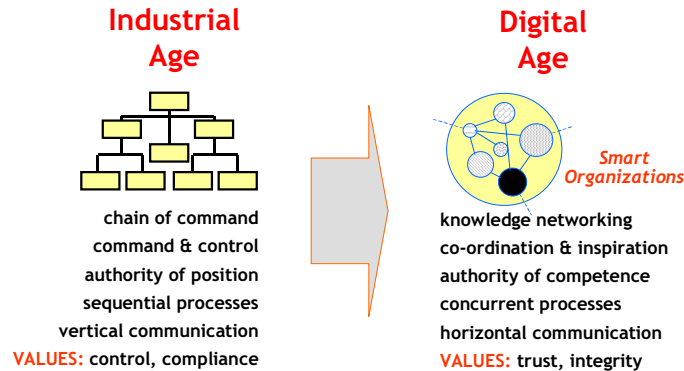 Industrial
Age
chain of command
command & control
authority of position
sequential processes
vertical communication
VALUES: control, compliance
Digital
Age
Smart
Organizations
knowledge networking
co-ordination & inspiration
authority of competence
concurrent processes
horizontal communication
VALUES: trust, integrity